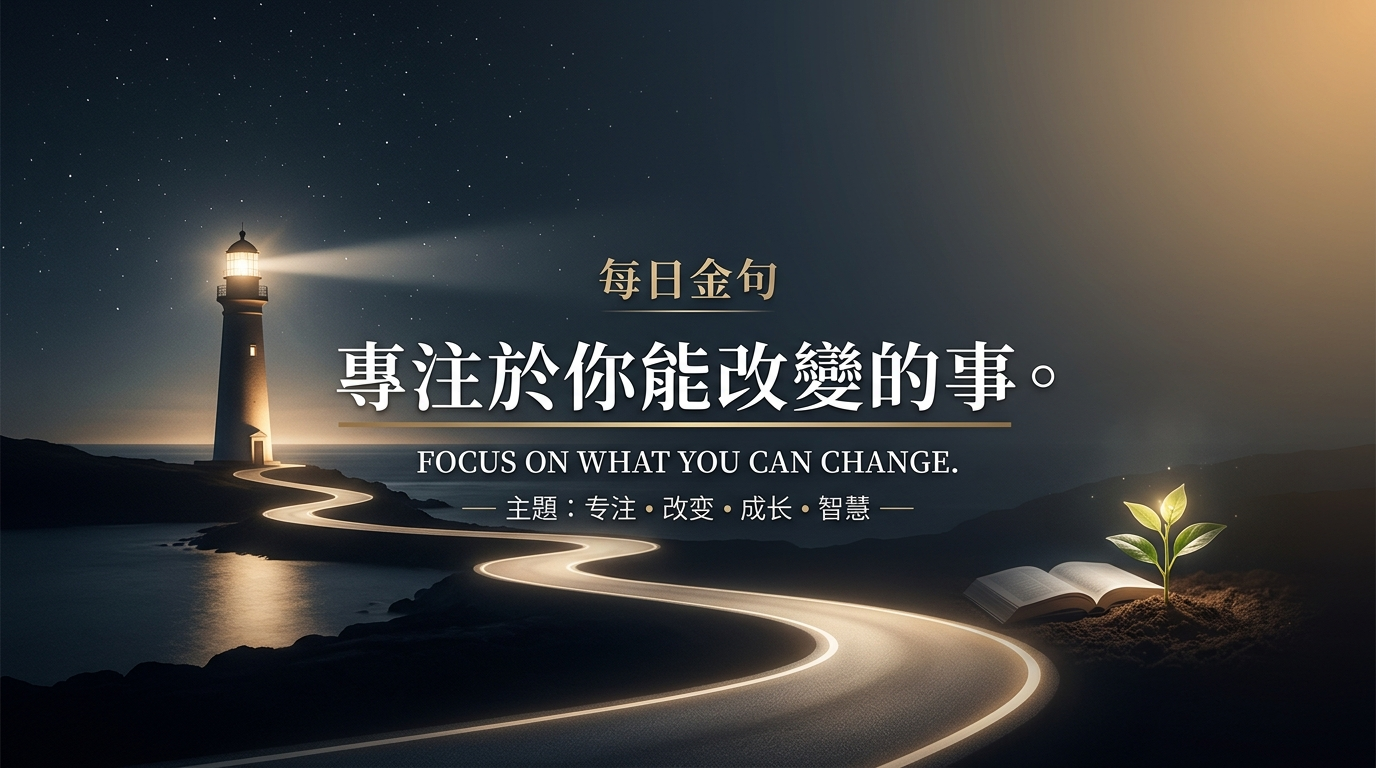 每日金句
專注於你能改變的事。
FOCUS ON WHAT YOU CAN CHANGE.
— 主題：专注・改变・成长・智慧 —